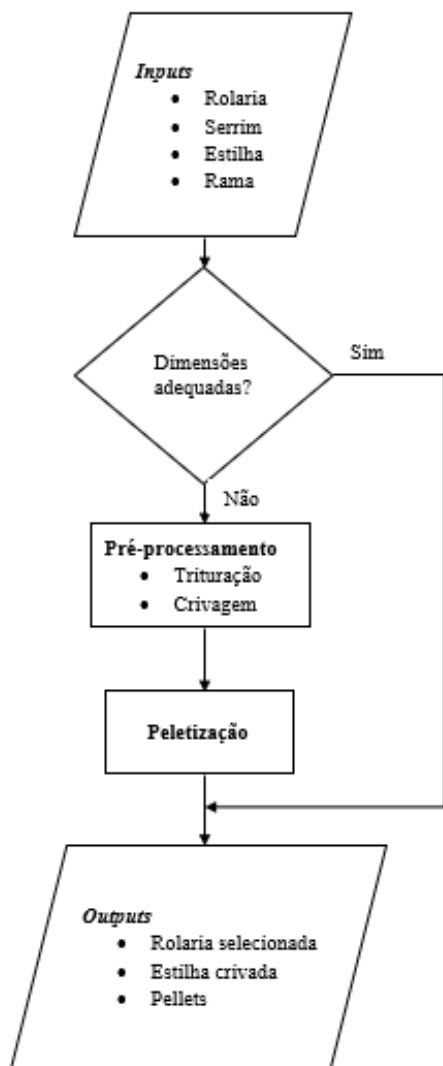 Inputs
• Rolaria
• Serrim
• Estilha
• Rama
Dimensões
adequadas?
Sim
Não
Pré-processamento
• Trituração
• Crivagem
Peletização
Outputs
• Rolaria selecionada
• Estilha crivada
• Pellets